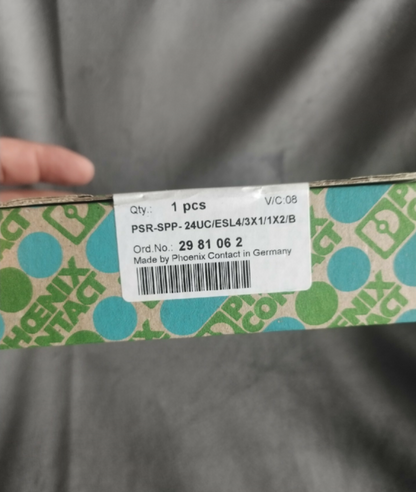 Qty.: 1 pcs V/C:08
PSR-SPP- 24UC/ESL4/3X1/1X2/B
Ord.No.: 29 81 06 2
Made by Phoenix Contact in Germany
PHŒNIX
CONTACT